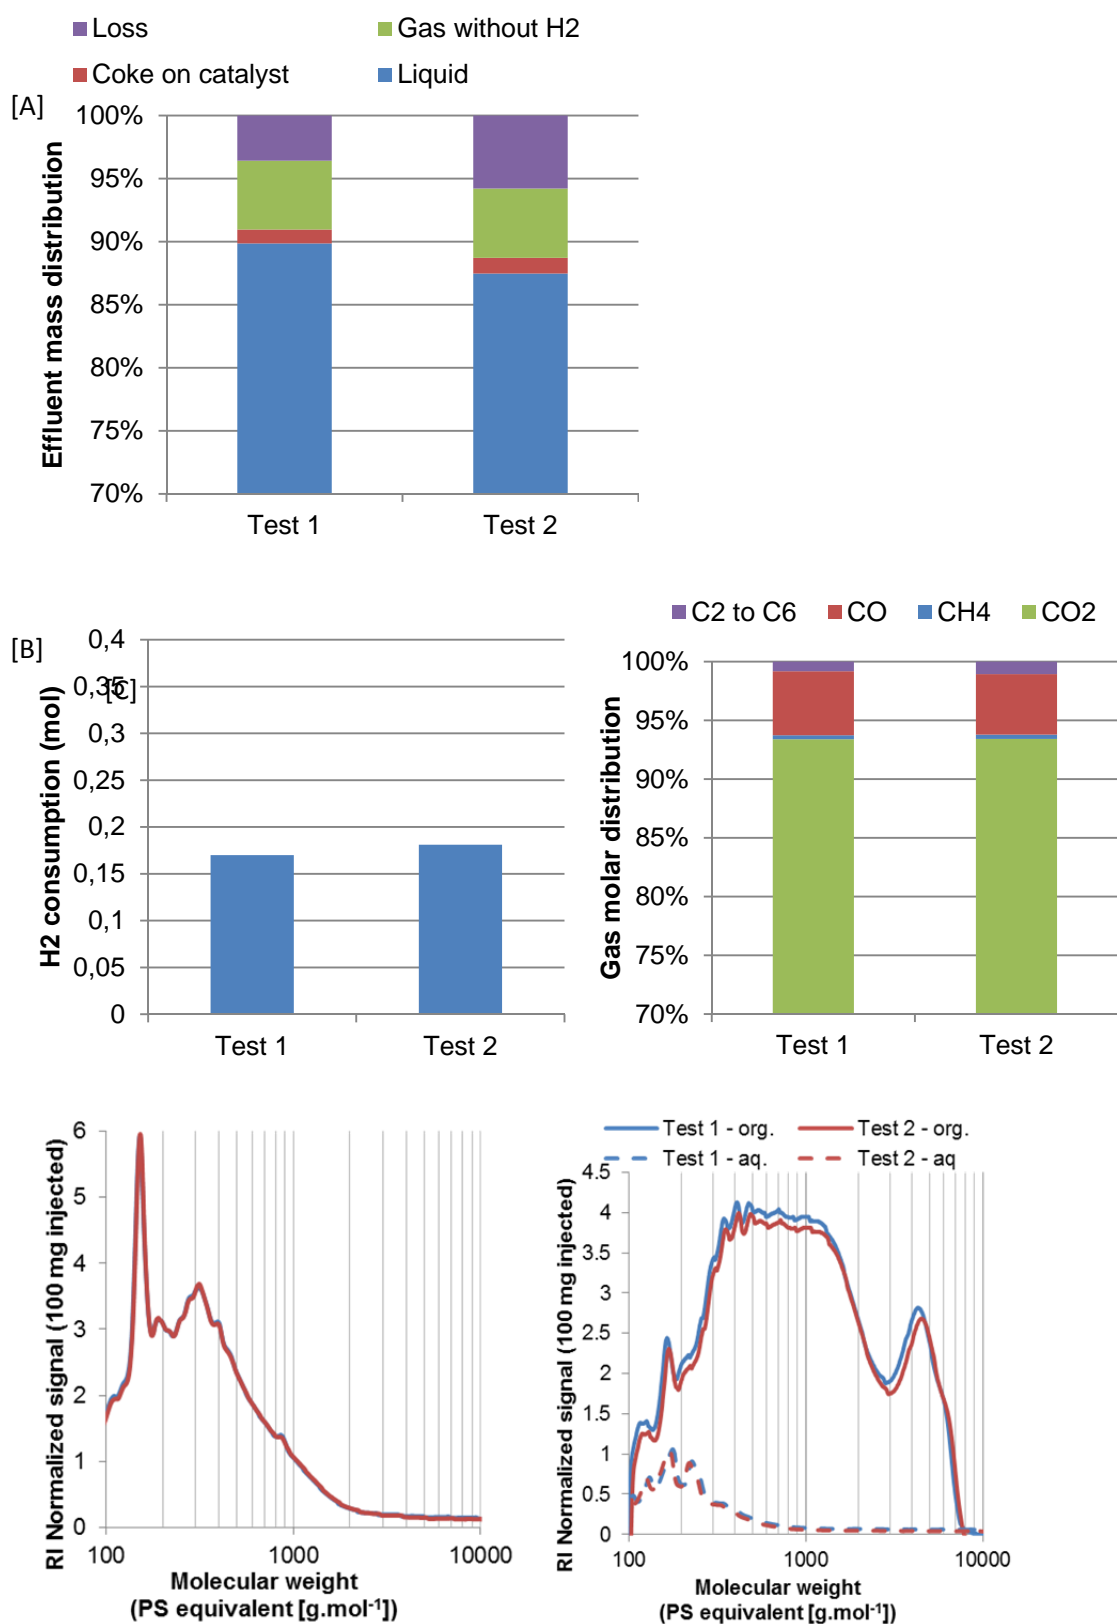 Loss
Gas without H2
Coke on catalyst
Liquid
[A]
Effluent mass distribution
100%
95%
90%
85%
80%
75%
70%
Test 1
Test 2
[B]
H2 consumption (mol)
0,4
0,35
[C]
0,3
0,25
0,2
0,15
0,1
0,05
0
Test 1
Test 2
C2 to C6
CO
CH4
CO2
Gas molar distribution
100%
95%
90%
85%
80%
75%
70%
Test 1
Test 2
RI Normalized signal (100 mg injected)
6
5
4
3
2
1
0
100
1000
10000
Molecular weight
(PS equivalent [g.mol-1])
Test 1 - org.
Test 2 - org.
Test 1 - aq.
Test 2 - aq
RI Normalized signal (100 mg injected)
4.5
4
3.5
3
2.5
2
1.5
1
0.5
0
100
1000
10000
Molecular weight
(PS equivalent [g.mol-1])